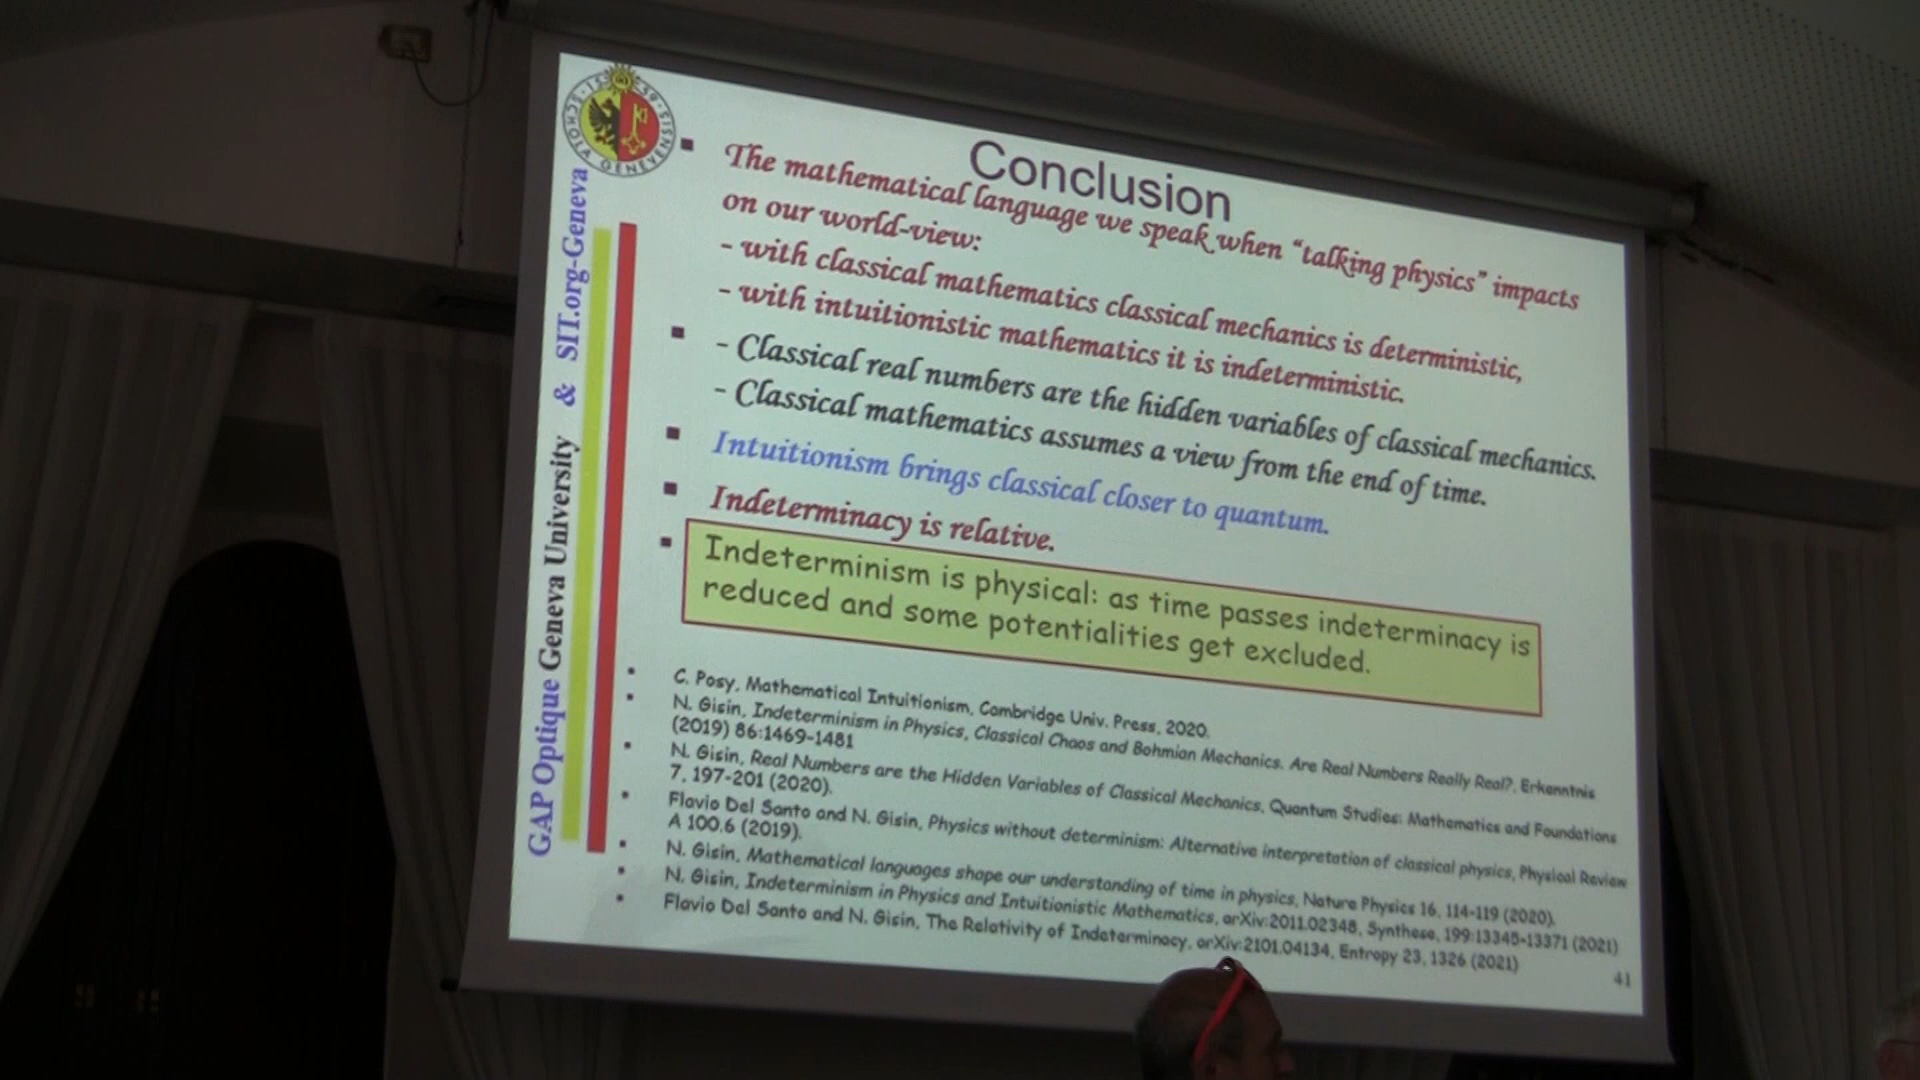 SCHOLA GENEVENSIS 1559
Conclusion
▪ The mathematical language we speak when “talking physics” impacts
on our world-view:
- with classical mathematics classical mechanics is deterministic,
- with intuitionistic mathematics it is indeterministic.
▪ - Classical real numbers are the hidden variables of classical mechanics.
- Classical mathematics assumes a view from the end of time.
▪ Intuitionism brings classical closer to quantum.
▪ Indeterminacy is relative.
▪ Indeterminism is physical: as time passes indeterminacy is
reduced and some potentialities get excluded.
• C. Posy, Mathematical Intuitionism, Cambridge Univ. Press, 2020.
• N. Gisin, Indeterminism in Physics, Classical Chaos and Bohmian Mechanics. Are Real Numbers Really Real?, Erkenntnis
(2019) 86:1469-1481
• N. Gisin, Real Numbers are the Hidden Variables of Classical Mechanics, Quantum Studies: Mathematics and Foundations
7, 197-201 (2020).
• Flavio Del Santo and N. Gisin, Physics without determinism: Alternative interpretation of classical physics, Physical Review
A 100.6 (2019).
• N. Gisin, Mathematical languages shape our understanding of time in physics, Nature Physics 16, 114-119 (2020).
• N. Gisin, Indeterminism in Physics and Intuitionistic Mathematics, arXiv:2011.02348, Synthese, 199:13345-13371 (2021)
• Flavio Del Santo and N. Gisin, The Relativity of Indeterminacy, arXiv:2101.04134, Entropy 23, 1326 (2021)
41
GAP Optique Geneva University & SIT.org-Geneva